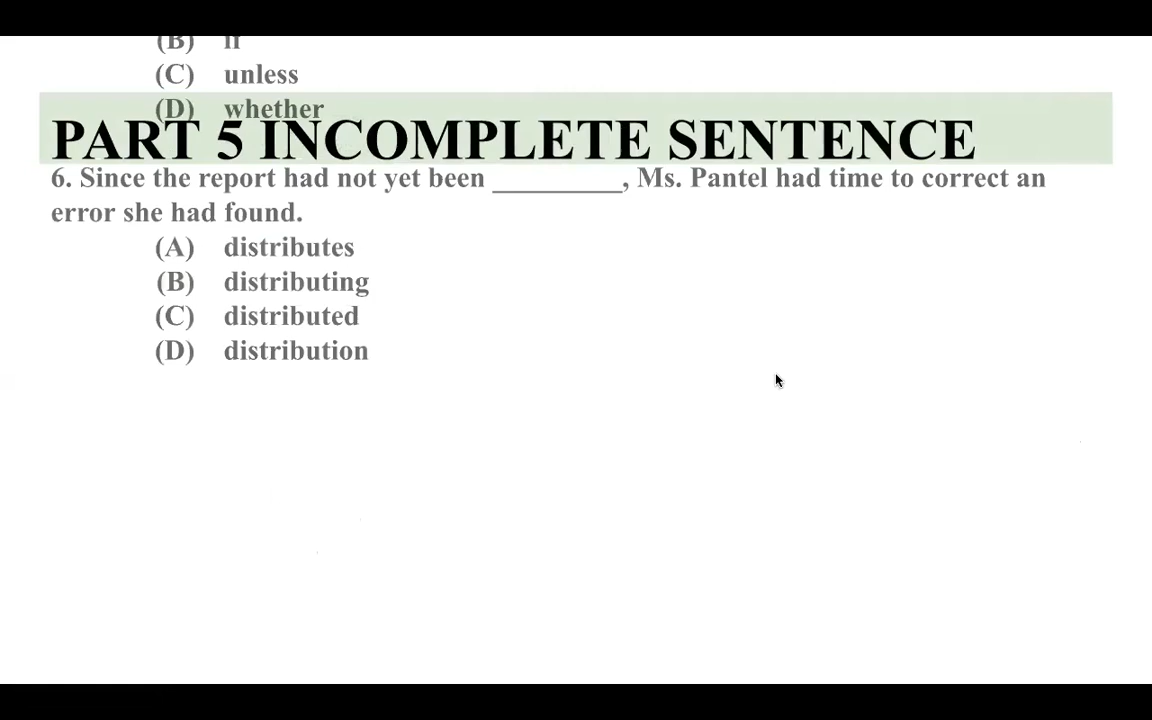 (B) if
(C) unless
(D) whether
PART 5 INCOMPLETE SENTENCE
6. Since the report had not yet been _________, Ms. Pantel had time to correct an
error she had found.
(A) distributes
(B) distributing
(C) distributed
(D) distribution